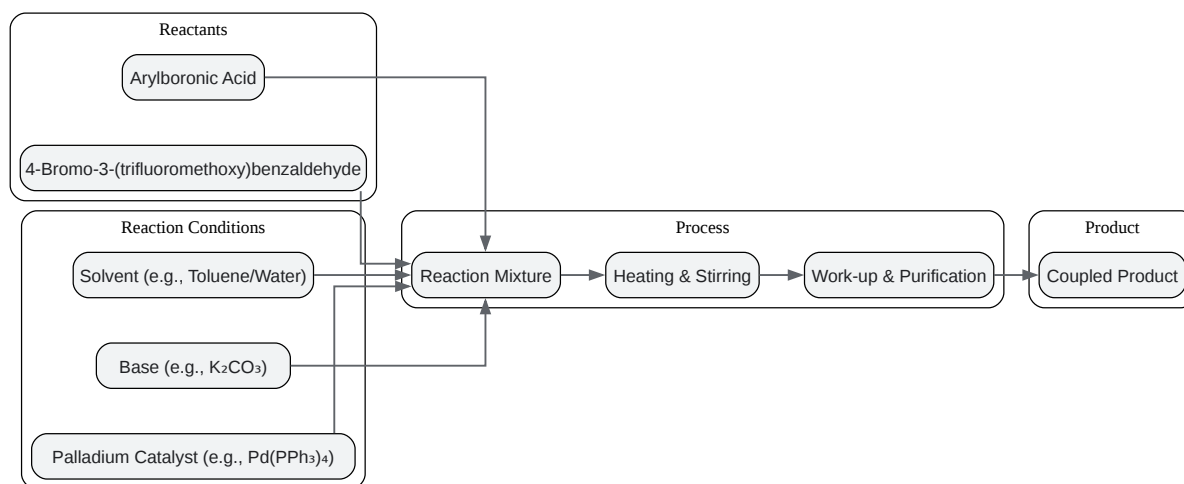 Reactants
Arylboronic Acid
4-Bromo-3-(trifluoromethoxy)benzaldehyde
Reaction Conditions
Solvent (e.g., Toluene/Water)
Base (e.g., K₂CO₃)
Palladium Catalyst (e.g., Pd(PPh₃)₄)
Process
Reaction Mixture
Heating & Stirring
Work-up & Purification
Product
Coupled Product